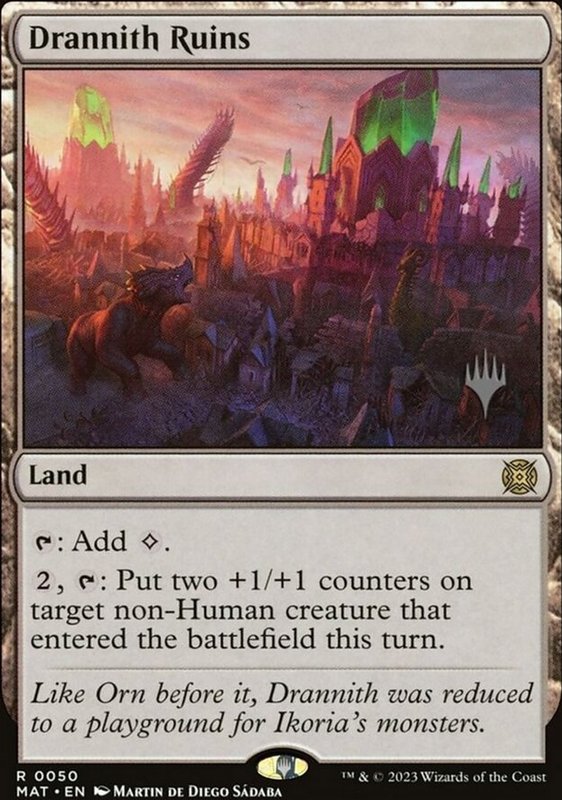 Drannith Ruins
Land
: Add .
2, : Put two +1/+1 counters on
target non-Human creature that
entered the battlefield this turn.
Like Orn before it, Drannith was reduced
to a playground for Ikoria's monsters.
R 0050
MAT • EN Martin de Diego Sádaba
™ & © 2023 Wizards of the Coast